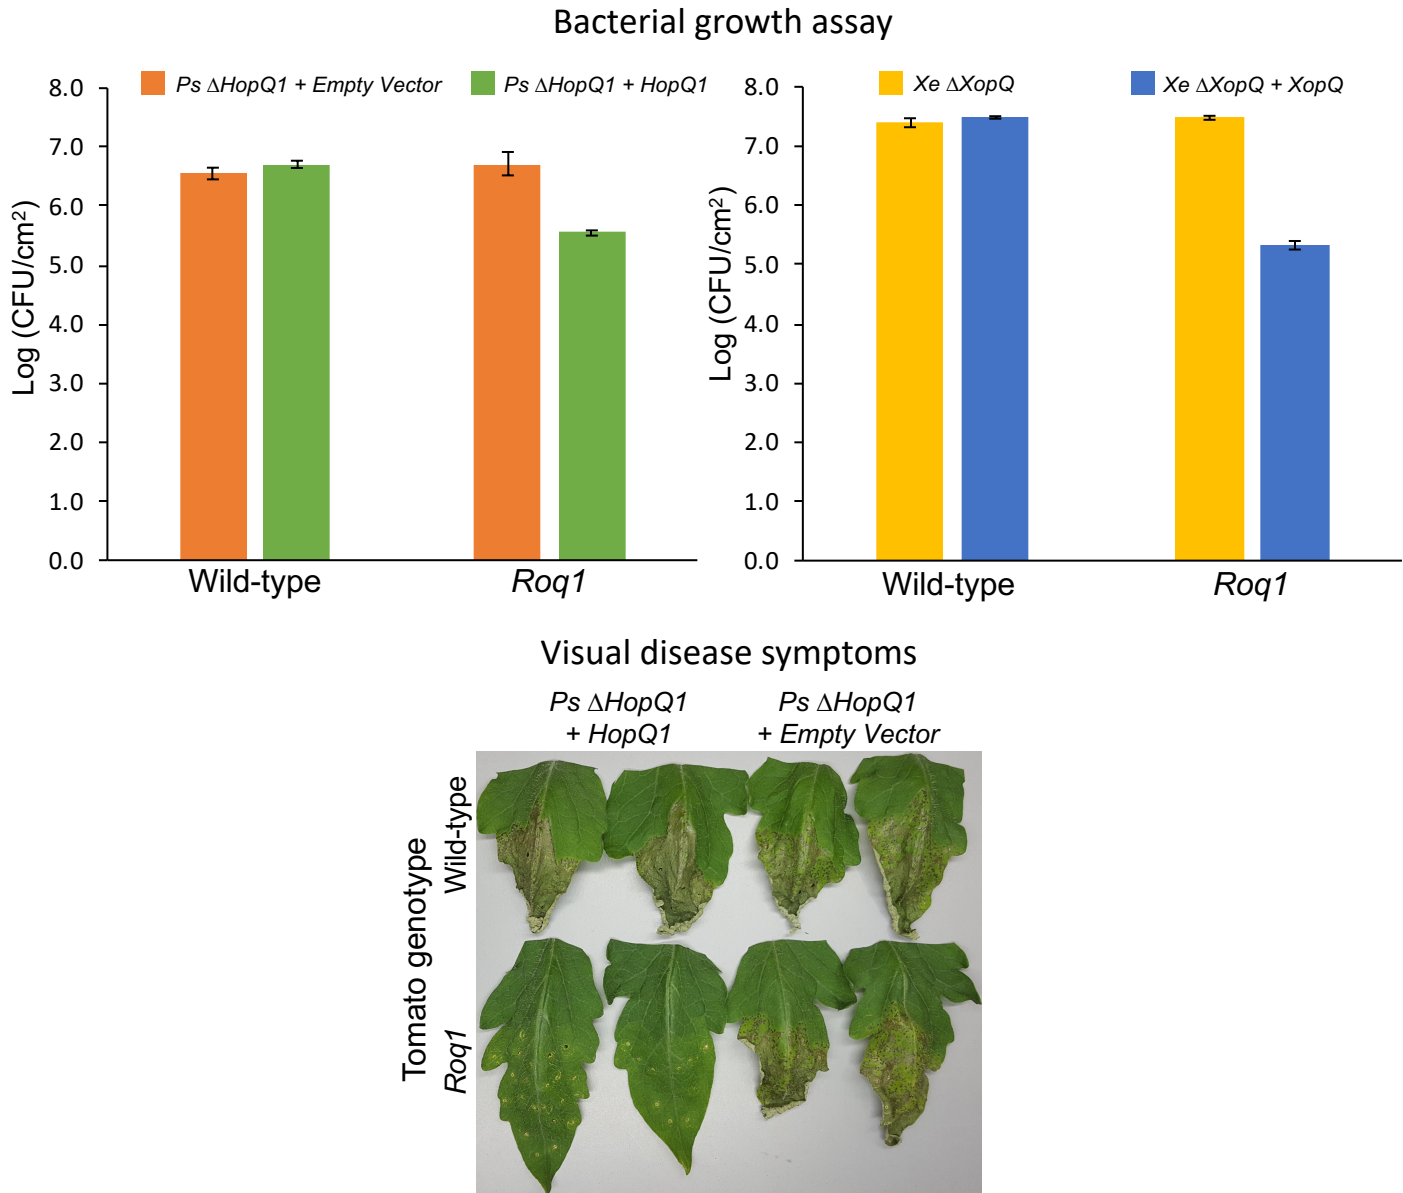 Bacterial growth assay
Ps ΔHopQ1 + Empty Vector
Ps ΔHopQ1 + HopQ1
Log (CFU/cm²)
8.0
7.0
6.0
5.0
4.0
3.0
2.0
1.0
0.0
Wild-type
Roq1
Xe ΔXopQ
Xe ΔXopQ + XopQ
Log (CFU/cm²)
8.0
7.0
6.0
5.0
4.0
3.0
2.0
1.0
0.0
Wild-type
Roq1
Visual disease symptoms
Ps ΔHopQ1
+ HopQ1
Ps ΔHopQ1
+ Empty Vector
Tomato genotype
Wild-type
Roq1